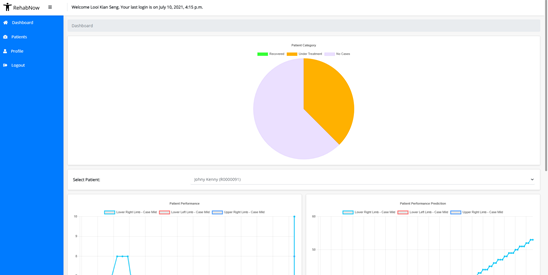 RehabNow
Welcome Looi Kian Seng; Your last login is on July 10, 2021, 4:15 p.m.
Dashboard
Patients
Profile
Logout
Dashboard
Patient Category
Recovered Under Treatment No Cases
Select Patient:
Johny Kenny (R0000001)
Patient Performance
Lower Right Limb - Case Mild Lower Left Limb - Case Mild Upper Right Limb - Case Mild
10
8
6
4
Patient Performance Prediction
Lower Right Limb - Case Mild Lower Left Limb - Case Mild Upper Right Limb - Case Mild